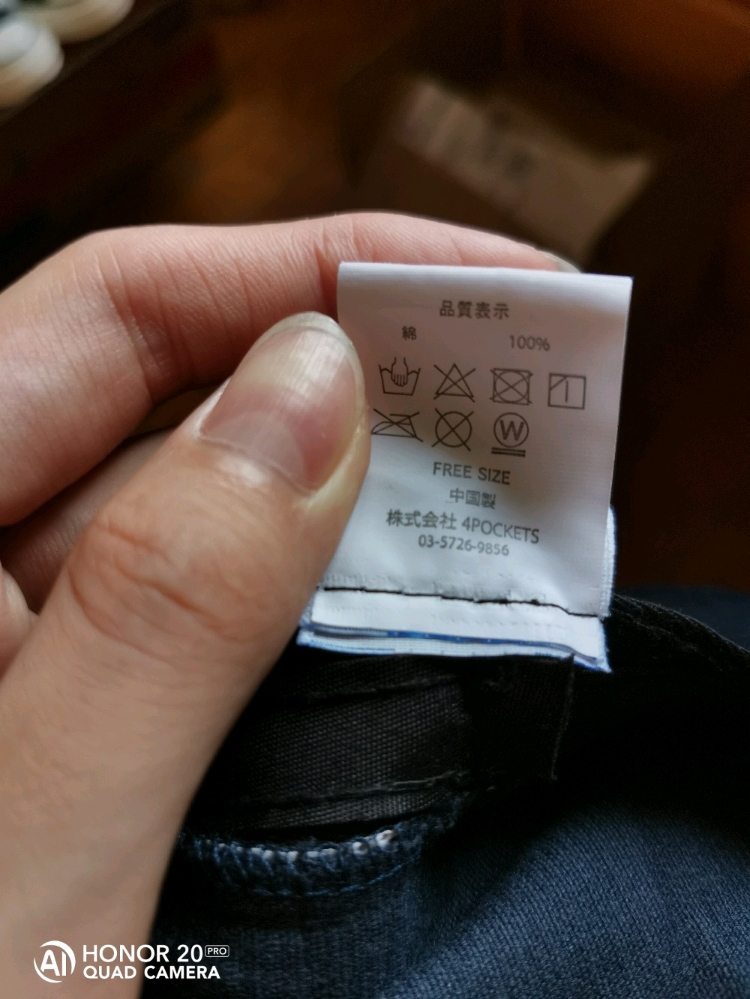 品質表示
綿 100%
W
FREE SIZE
中国製
株式会社 4POCKETS
03-5726-9856
AI HONOR 20 PRO
QUAD CAMERA